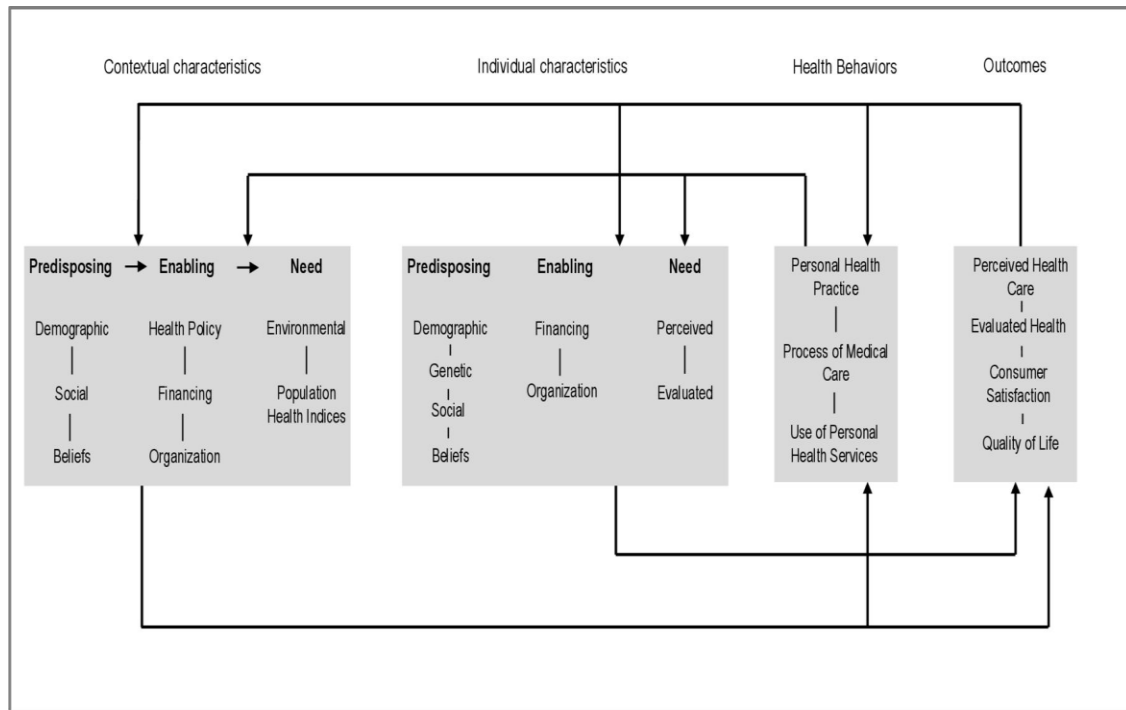 Contextual characteristics
Individual characteristics
Health Behaviors
Outcomes
Predisposing
Enabling
Need
Demographic
Social
Beliefs
Health Policy
Financing
Organization
Environmental
Population
Health Indices
Predisposing
Enabling
Need
Demographic
Genetic
Social
Beliefs
Financing
Organization
Perceived
Evaluated
Personal Health
Practice
Process of Medical
Care
Use of Personal
Health Services
Perceived Health
Care
Evaluated Health
Consumer
Satisfaction
Quality of Life